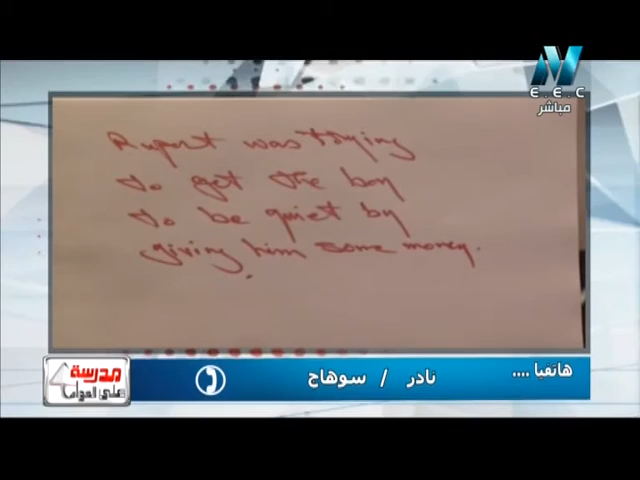 E.E.C
مباشر
Rupert was trying
to get the boy
to be quiet by
giving him some money.
هاتفيا ....
نادر / سوهاج
مدرسة
على الهواء